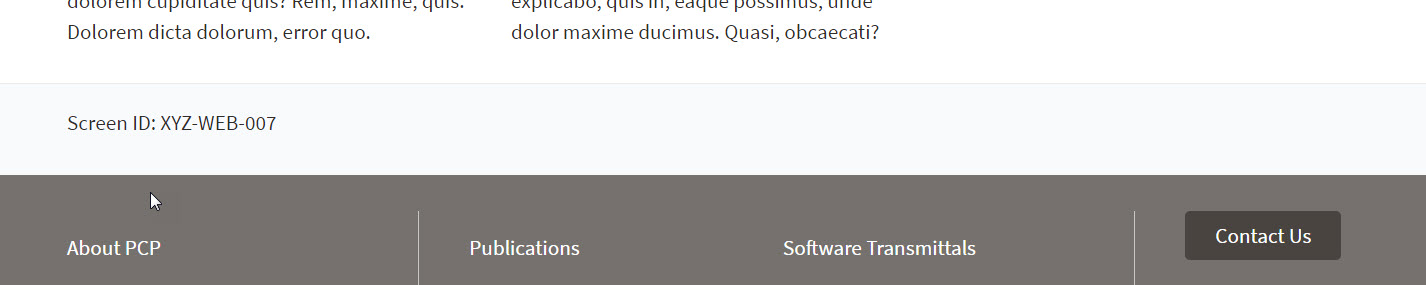 dolorem cupiditate quis? Rem, maxime, quis.
Dolorem dicta dolorum, error quo.
explicabo, quis in, eaque possimus, unde
dolor maxime ducimus. Quasi, obcaecati?
Screen ID: XYZ-WEB-007
About PCP
Publications
Software Transmittals
Contact Us